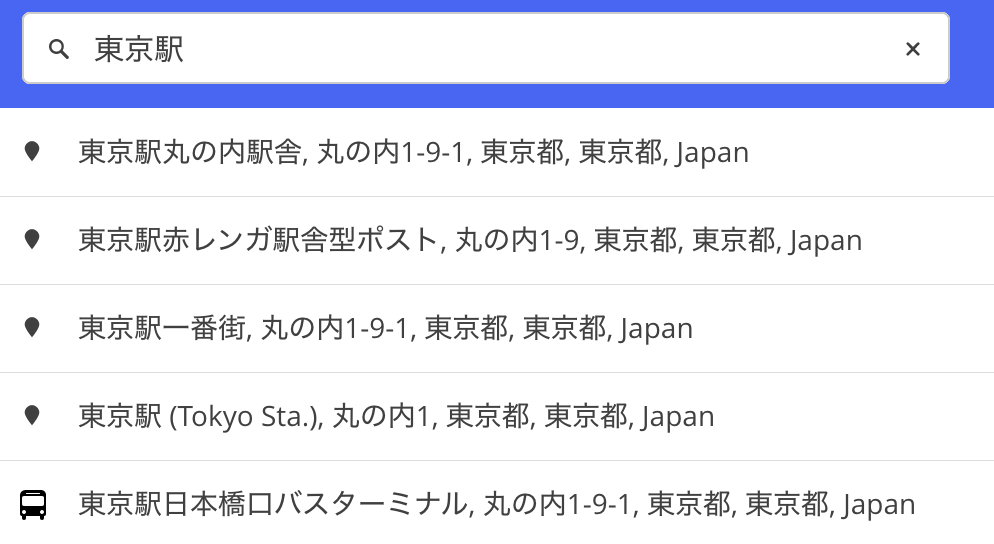 東京駅
東京駅丸の内駅舎, 丸の内1-9-1, 東京都, 東京都, Japan
東京駅赤レンガ駅舎型ポスト, 丸の内1-9, 東京都, 東京都, Japan
東京駅一番街, 丸の内1-9-1, 東京都, 東京都, Japan
東京駅 (Tokyo Sta.), 丸の内1, 東京都, 東京都, Japan
東京駅日本橋口バスターミナル, 丸の内1-9-1, 東京都, 東京都, Japan